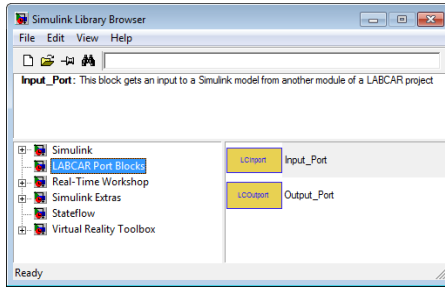 Simulink Library Browser
File Edit View Help
Input_Port: This block gets an input to a Simulink model from another module of a LABCAR project
Simulink
LABCAR Port Blocks
Real-Time Workshop
Simulink Extras
Stateflow
Virtual Reality Toolbox
LCInport Input_Port
LCOutport Output_Port
Ready